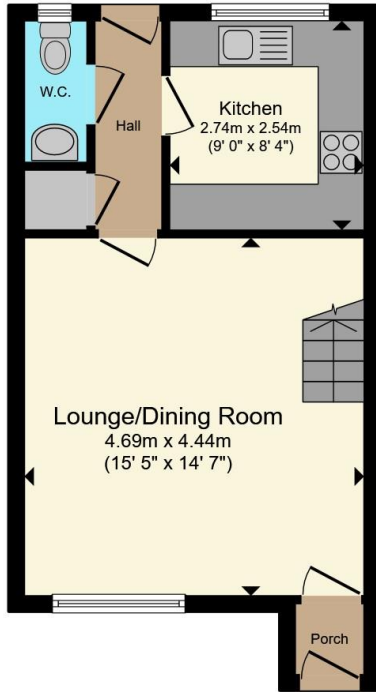 W.C.
Hall
Kitchen
2.74m x 2.54m
(9' 0" x 8' 4")
Lounge/Dining Room
4.69m x 4.44m
(15' 5" x 14' 7")
Porch